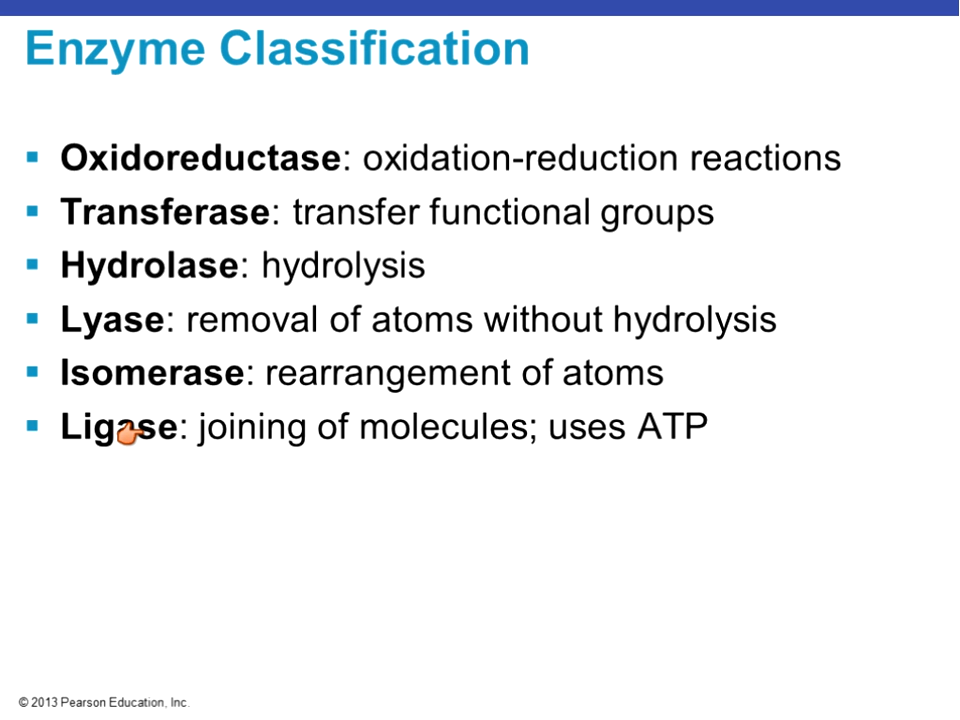 Enzyme Classification
Oxidoreductase: oxidation-reduction reactions
Transferase: transfer functional groups
Hydrolase: hydrolysis
Lyase: removal of atoms without hydrolysis
Isomerase: rearrangement of atoms
Ligase: joining of molecules; uses ATP
© 2013 Pearson Education, Inc.